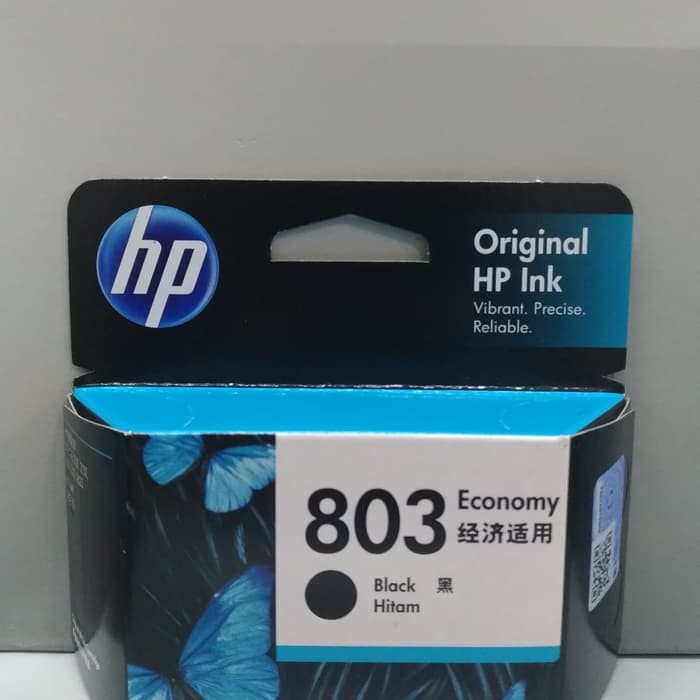 hp
Original
HP Ink
Vibrant. Precise.
Reliable.
803 Economy
经济适用
Black 黑
Hitam